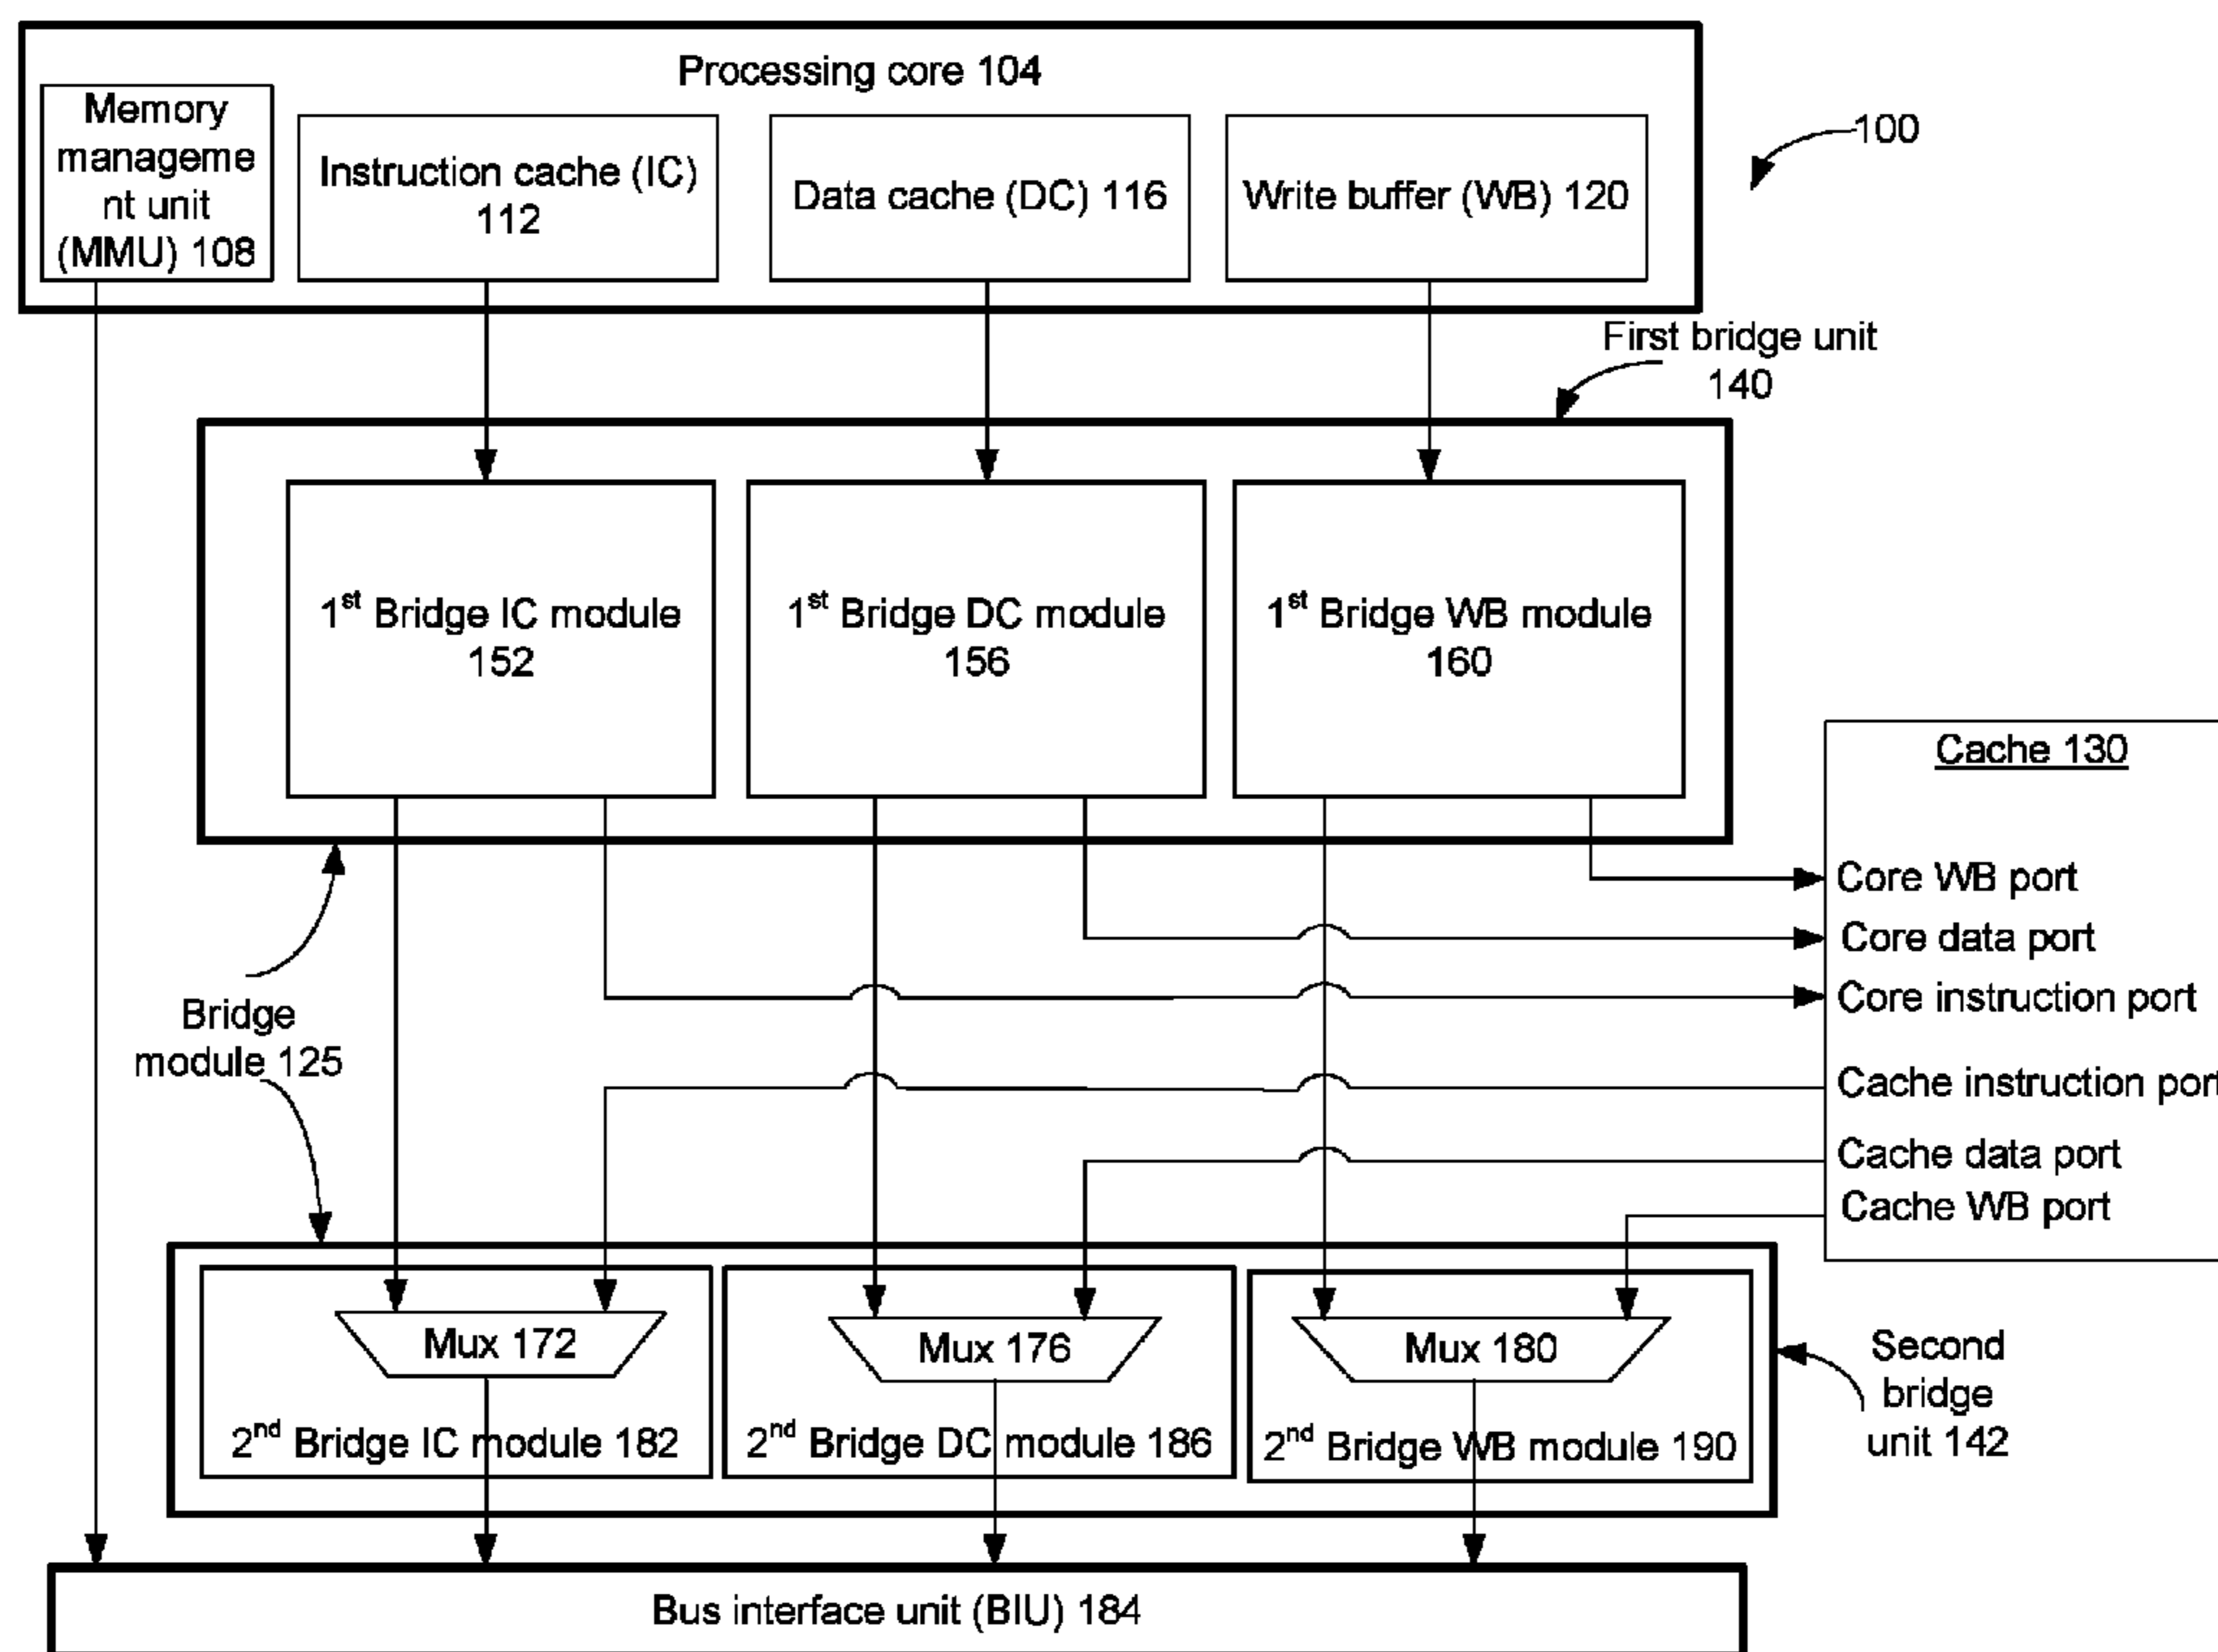 Processing core 104
Memory
manageme
nt unit
(MMU) 108
Instruction cache (IC)
112
Data cache (DC) 116
Write buffer (WB) 120
100
First bridge unit
140
1st Bridge IC module
152
1st Bridge DC module
156
1st Bridge WB module
160
Cache 130
Core WB port
Core data port
Core instruction port
Cache instruction port
Cache data port
Cache WB port
Bridge
module 125
Mux 172
2nd Bridge IC module 182
Mux 176
2nd Bridge DC module 186
Mux 180
2nd Bridge WB module 190
Second
bridge
unit 142
Bus interface unit (BIU) 184